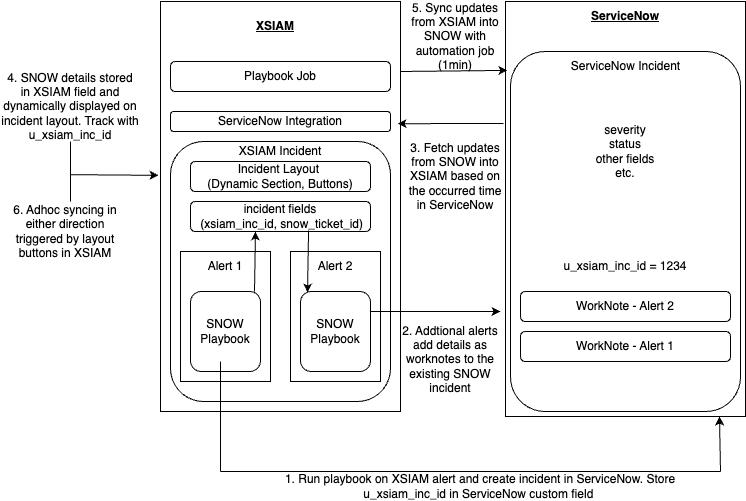 XSIAM
Playbook Job
ServiceNow Integration
XSIAM Incident
Incident Layout
(Dynamic Section, Buttons)
incident fields
(xsiam_inc_id, snow_ticket_id)
Alert 1
SNOW
Playbook
Alert 2
SNOW
Playbook
4. SNOW details stored
in XSIAM field and
dynamically displayed on
incident layout. Track with
u_xsiam_inc_id
6. Adhoc syncing in
either direction
triggered by layout
buttons in XSIAM
5. Sync updates
from XSIAM into
SNOW with
automation job
(1min)
3. Fetch updates
from SNOW into
XSIAM based on
the occurred time
in ServiceNow
2. Addtional alerts
add details as
worknotes to the
existing SNOW
incident
ServiceNow
ServiceNow Incident
severity
status
other fields
etc.
u_xsiam_inc_id = 1234
WorkNote - Alert 2
WorkNote - Alert 1
1. Run playbook on XSIAM alert and create incident in ServiceNow. Store
u_xsiam_inc_id in ServiceNow custom field